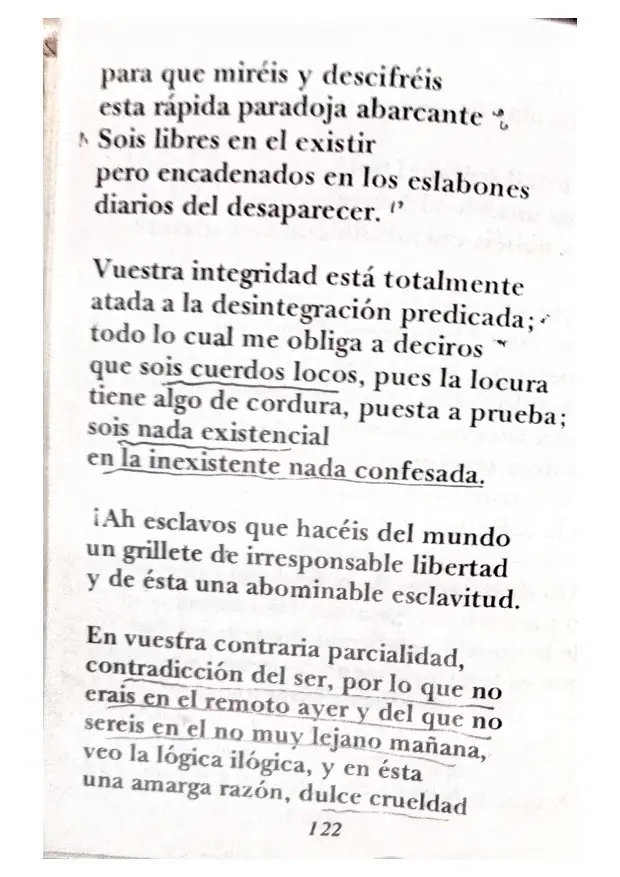 para que miréis y descifréis
esta rápida paradoja abarcante
Sois libres en el existir
pero encadenados en los eslabones
diarios del desaparecer.
Vuestra integridad está totalmente
atada a la desintegración predicada;
todo lo cual me obliga a deciros
que sois cuerdos locos, pues la locura
tiene algo de cordura, puesta a prueba;
sois nada existencial
en la inexistente nada confesada.
¡Ah esclavos que hacéis del mundo
un grillete de irresponsable libertad
y de ésta una abominable esclavitud.
En vuestra contraria parcialidad,
contradicción del ser, por lo que no
erais en el remoto ayer y del que no
sereis en el no muy lejano mañana,
veo la lógica ilógica, y en ésta
una amarga razón, dulce crueldad
122